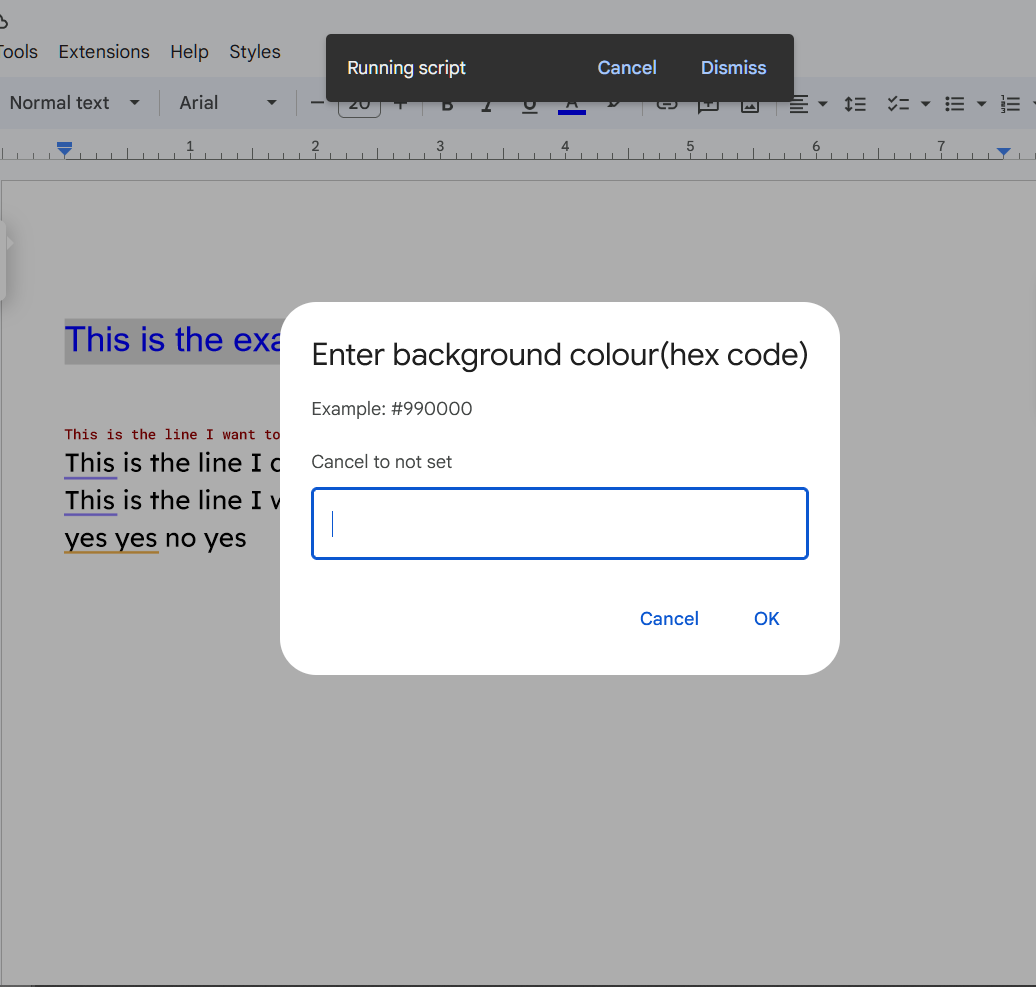 Tools Extensions Help Styles
Running script Cancel Dismiss
Normal text Arial 20 B I U A
1 2 3 4 5 6 7
This is the exa
This is the line I want to
This is the line I
This is the line I
yes yes no yes
Enter background colour(hex code)
Example: #990000
Cancel to not set
Cancel OK